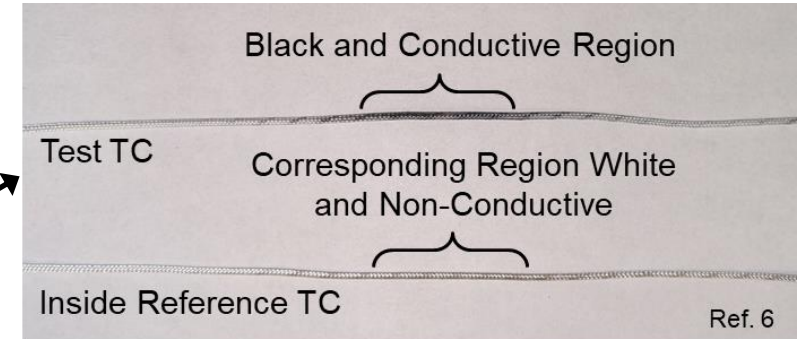 Black and Conductive Region
Test TC
Corresponding Region White
and Non-Conductive
Inside Reference TC
Ref. 6